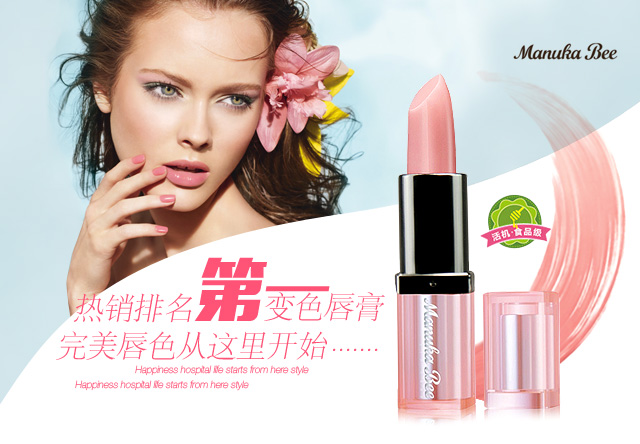 Manuka Bee
活机·食品级
热销排名第一变色唇膏
完美唇色从这里开始·······
Happiness hospital life starts from here style
Happiness hospital life starts from here style
Manuka Bee